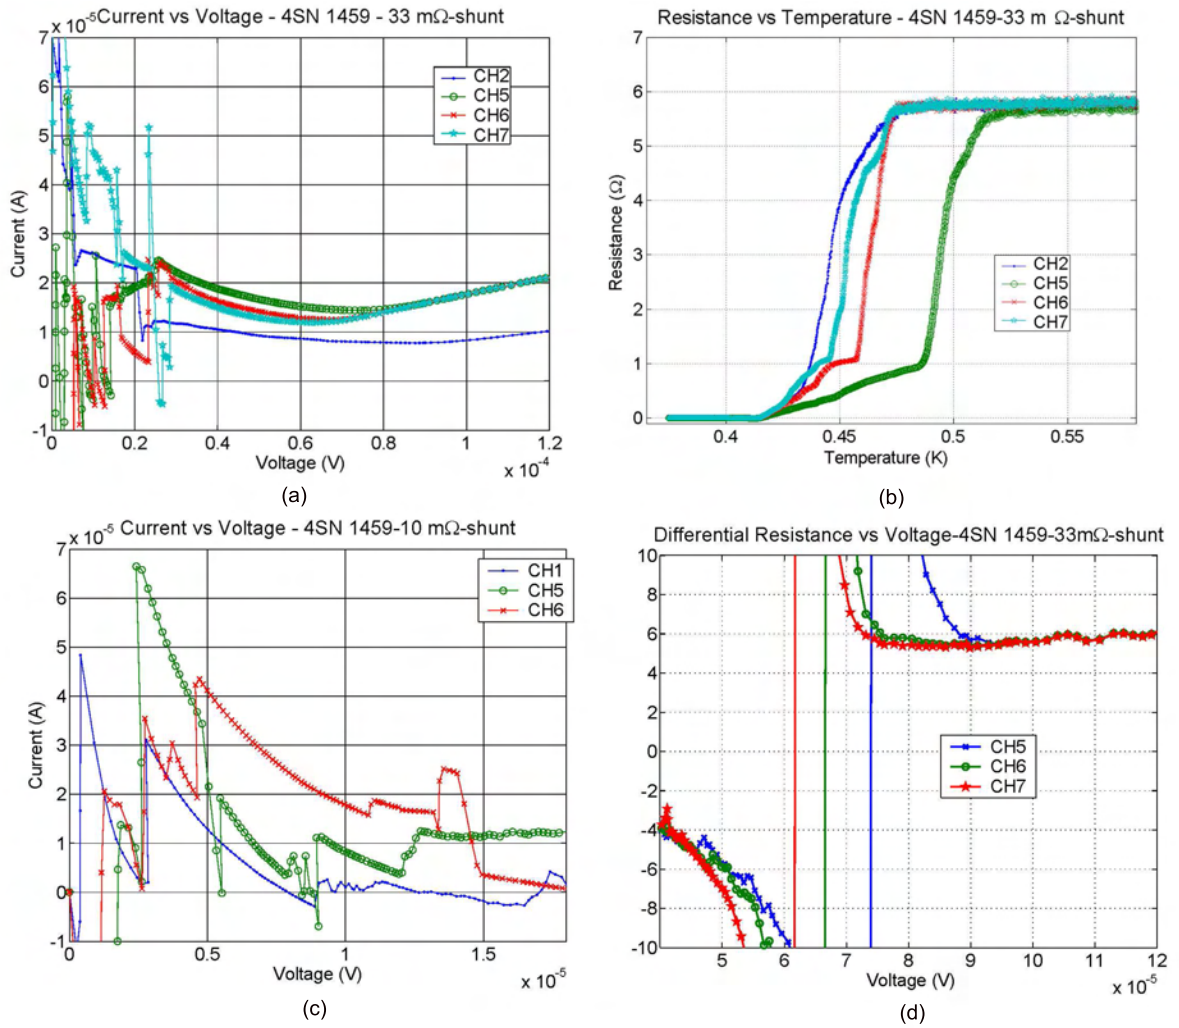 Current vs Voltage - 4SN 1459 - 33 mΩ-shunt
x 10^-5
7
6
5
4
3
2
1
0
-1
Current (A)
CH2
CH5
CH6
CH7
0
0.2
0.4
0.6
0.8
1
1.2
Voltage (V)
x 10^-4
(a)
Resistance vs Temperature - 4SN 1459-33 m Ω-shunt
7
6
5
4
3
2
1
0
Resistance (Ω)
CH2
CH5
CH6
CH7
0.4
0.45
0.5
0.55
Temperature (K)
(b)
x 10^-5 Current vs Voltage - 4SN 1459-10 mΩ-shunt
7
6
5
4
3
2
1
0
-1
Current (A)
CH1
CH5
CH6
0
0.5
1
1.5
Voltage (V)
x 10^-5
(c)
Differential Resistance vs Voltage-4SN 1459-33mΩ-shunt
10
8
6
4
2
0
-2
-4
-6
-8
-10
CH5
CH6
CH7
5
6
7
8
9
10
11
12
Voltage (V)
x 10^-5
(d)